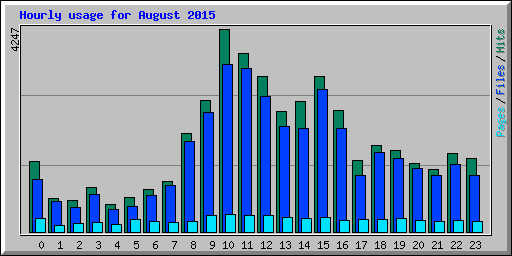 Hourly usage for August 2015
4247
Pages/Files/Hits
0 1 2 3 4 5 6 7 8 9 10 11 12 13 14 15 16 17 18 19 20 21 22 23